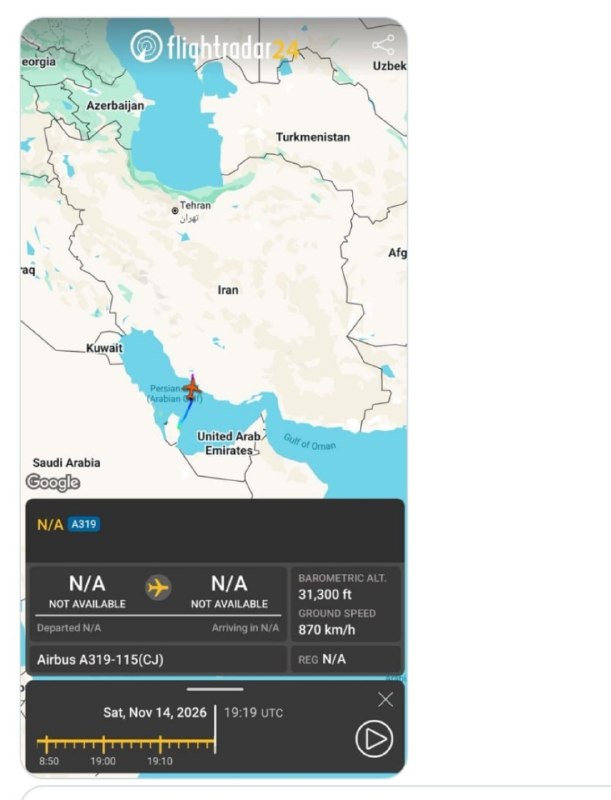 flightradar24
eorgia
Uzbek
Azerbaijan
Turkmenistan
Tehran
تهران
Afg
aq
Iran
Kuwait
Persian
(Arabian Gulf)
United Arab
Emirates
Gulf of Oman
Saudi Arabia
Google
N/A A319
N/A
NOT AVAILABLE
N/A
NOT AVAILABLE
Departed N/A
Arriving in N/A
BAROMETRIC ALT.
31,300 ft
GROUND SPEED
870 km/h
Airbus A319-115(CJ)
REG N/A
Sat, Nov 14, 2026 19:19 UTC
8:50 19:00 19:10